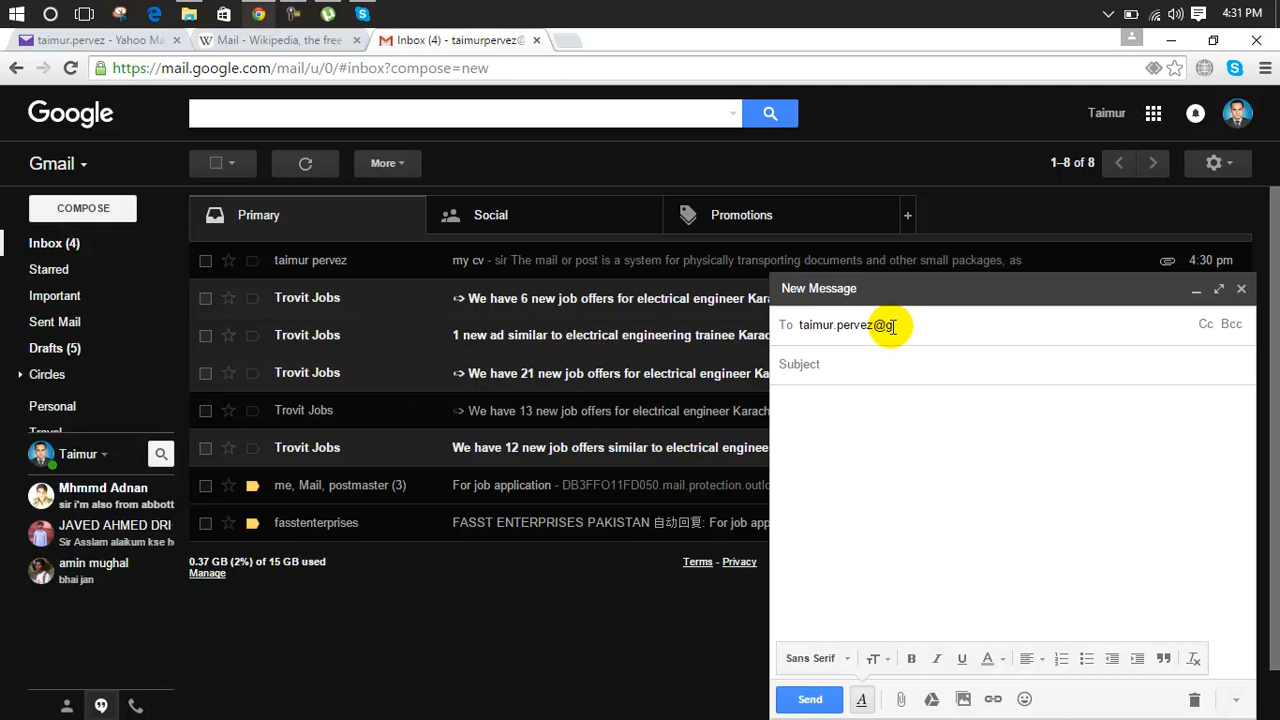 4:31 PM
taimur.pervez - Yahoo Ma
Mail - Wikipedia, the free
Inbox (4) - taimurpervez@
https://mail.google.com/mail/u/0/#inbox?compose=new
Google
Taimur
Gmail
More
1–8 of 8
COMPOSE
Primary
Social
Promotions
+
Inbox (4)
Starred
Important
Sent Mail
Drafts (5)
Circles
Personal
Taimur
Mhmmd Adnan
sir i'm also from abbott
JAVED AHMED DRI
Sir Asslam alaikum kse h
amin mughal
bhai jan
taimur pervez my cv - sir The mail or post is a system for physically transporting documents and other small packages, as 4:30 pm
Trovit Jobs We have 6 new job offers for electrical engineer Kara
Trovit Jobs 1 new ad similar to electrical engineering trainee Karac
Trovit Jobs We have 21 new job offers for electrical engineer Kar
Trovit Jobs We have 13 new job offers for electrical engineer Karach
Trovit Jobs We have 12 new job offers similar to electrical enginee
me, Mail, postmaster (3) For job application - DB3FFO11FD050.mail.protection.outlo
fasstenterprises FASST ENTERPRISES PAKISTAN 自动回复: For job app
0.37 GB (2%) of 15 GB used
Manage
Terms - Privacy
New Message
To taimur.pervez@g
Cc Bcc
Subject
Sans Serif
Send